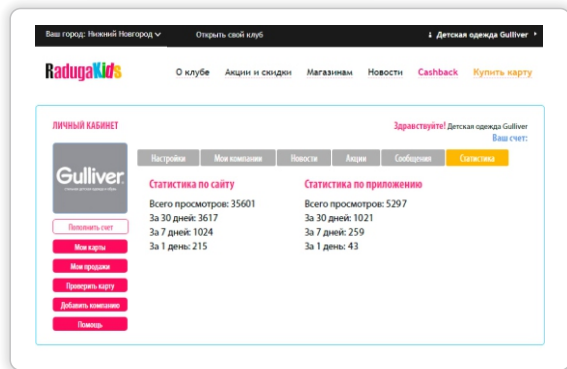 Ваш город: Нижний Новгород
Открыть свой клуб
Детская одежда Gulliver
RadugaKids
О клубе Акции и скидки Магазинам Новости Cashback Купить карту
ЛИЧНЫЙ КАБИНЕТ
Здравствуйте! Детская одежда Gulliver
Ваш счет:
Настройки Мои компании Новости Акции Сообщения Статистика
Gulliver
Статистика по сайту
Всего просмотров: 35601
За 30 дней: 3617
За 7 дней: 1024
За 1 день: 215
Статистика по приложению
Всего просмотров: 5297
За 30 дней: 1021
За 7 дней: 259
За 1 день: 43
Пополнить счет
Мои карты
Мои продажи
Проверить карту
Добавить компанию
Помощь